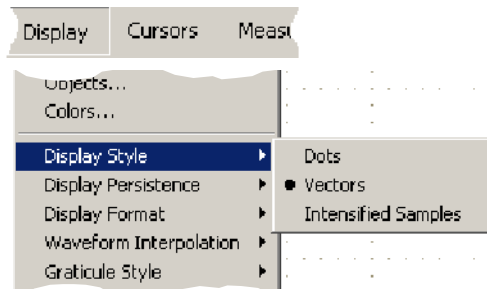 Display Cursors
Objects...
Colors...
Display Style Dots
Display Persistence Vectors
Display Format Intensified Samples
Waveform Interpolation
Graticule Style